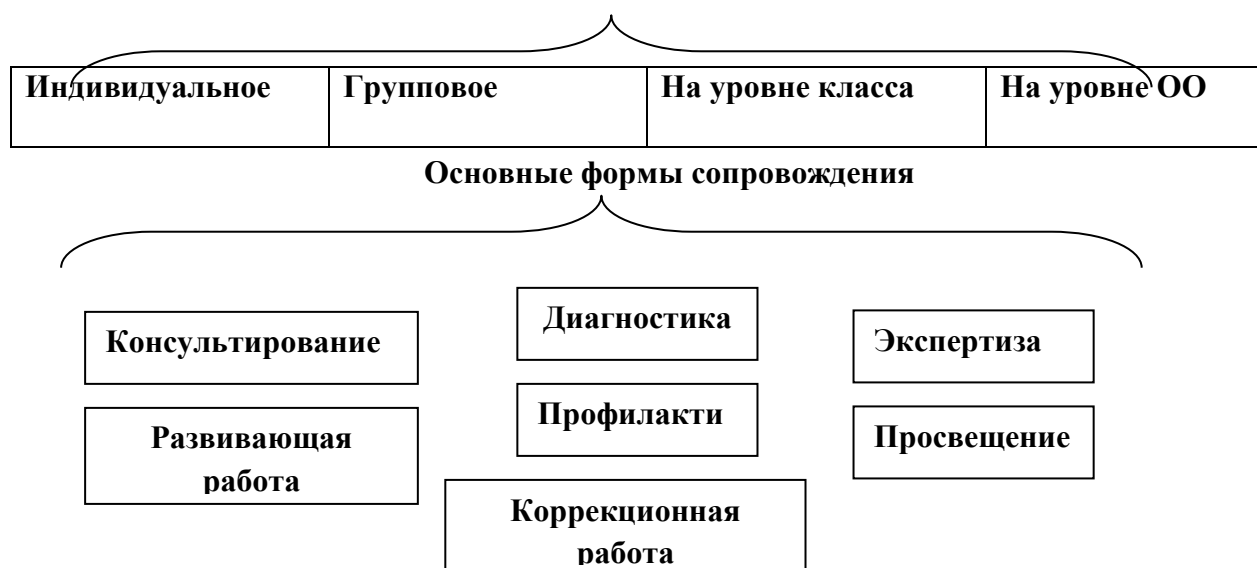 Индивидуальное Групповое На уровне класса На уровне ОО
Основные формы сопровождения
Консультирование
Диагностика
Экспертиза
Развивающая
работа
Профилакти
Просвещение
Коррекционная
работа